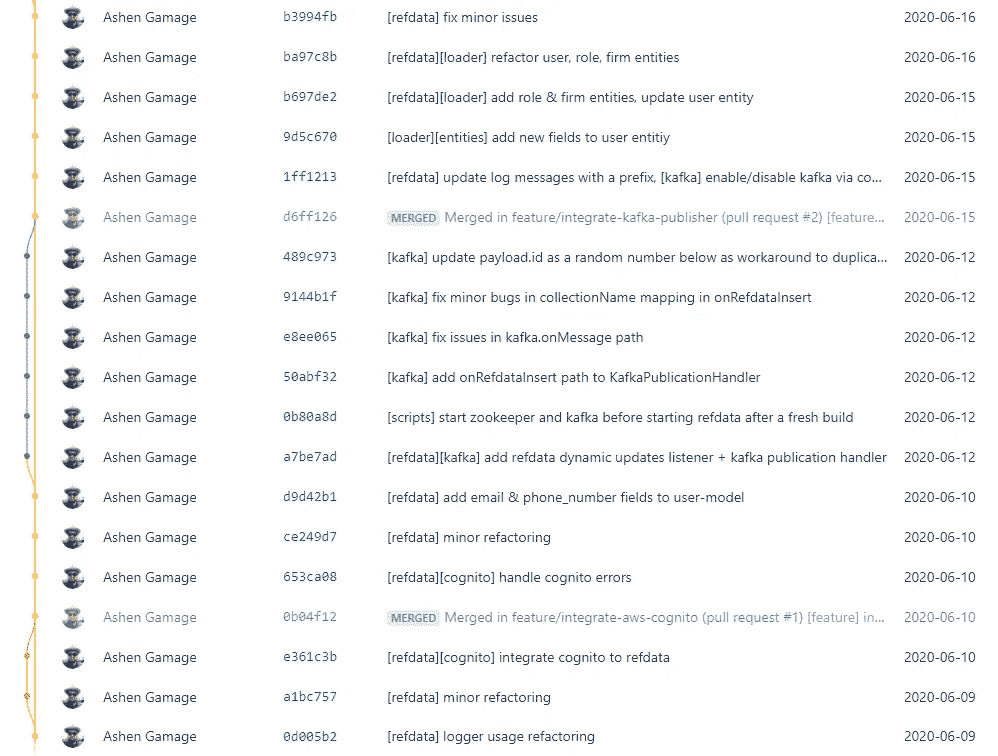 Ashen Gamage b3994fb [refdata] fix minor issues 2020-06-16
Ashen Gamage ba97c8b [refdata][loader] refactor user, role, firm entities 2020-06-16
Ashen Gamage b697de2 [refdata][loader] add role & firm entities, update user entity 2020-06-15
Ashen Gamage 9d5c670 [loader][entities] add new fields to user entitiy 2020-06-15
Ashen Gamage 1ff1213 [refdata] update log messages with a prefix, [kafka] enable/disable kafka via co... 2020-06-15
Ashen Gamage d6ff126 MERGED Merged in feature/integrate-kafka-publisher (pull request #2) [feature... 2020-06-15
Ashen Gamage 489c973 [kafka] update payload.id as a random number below as workaround to duplica... 2020-06-12
Ashen Gamage 9144b1f [kafka] fix minor bugs in collectionName mapping in onRefdataInsert 2020-06-12
Ashen Gamage e8ee065 [kafka] fix issues in kafka.onMessage path 2020-06-12
Ashen Gamage 50abf32 [kafka] add onRefdataInsert path to KafkaPublicationHandler 2020-06-12
Ashen Gamage 0b80a8d [scripts] start zookeeper and kafka before starting refdata after a fresh build 2020-06-12
Ashen Gamage a7be7ad [refdata][kafka] add refdata dynamic updates listener + kafka publication handler 2020-06-12
Ashen Gamage d9d42b1 [refdata] add email & phone_number fields to user-model 2020-06-10
Ashen Gamage ce249d7 [refdata] minor refactoring 2020-06-10
Ashen Gamage 653ca08 [refdata][cognito] handle cognito errors 2020-06-10
Ashen Gamage 0b04f12 MERGED Merged in feature/integrate-aws-cognito (pull request #1) [feature] in... 2020-06-10
Ashen Gamage e361c3b [refdata][cognito] integrate cognito to refdata 2020-06-10
Ashen Gamage a1bc757 [refdata] minor refactoring 2020-06-09
Ashen Gamage 0d005b2 [refdata] logger usage refactoring 2020-06-09